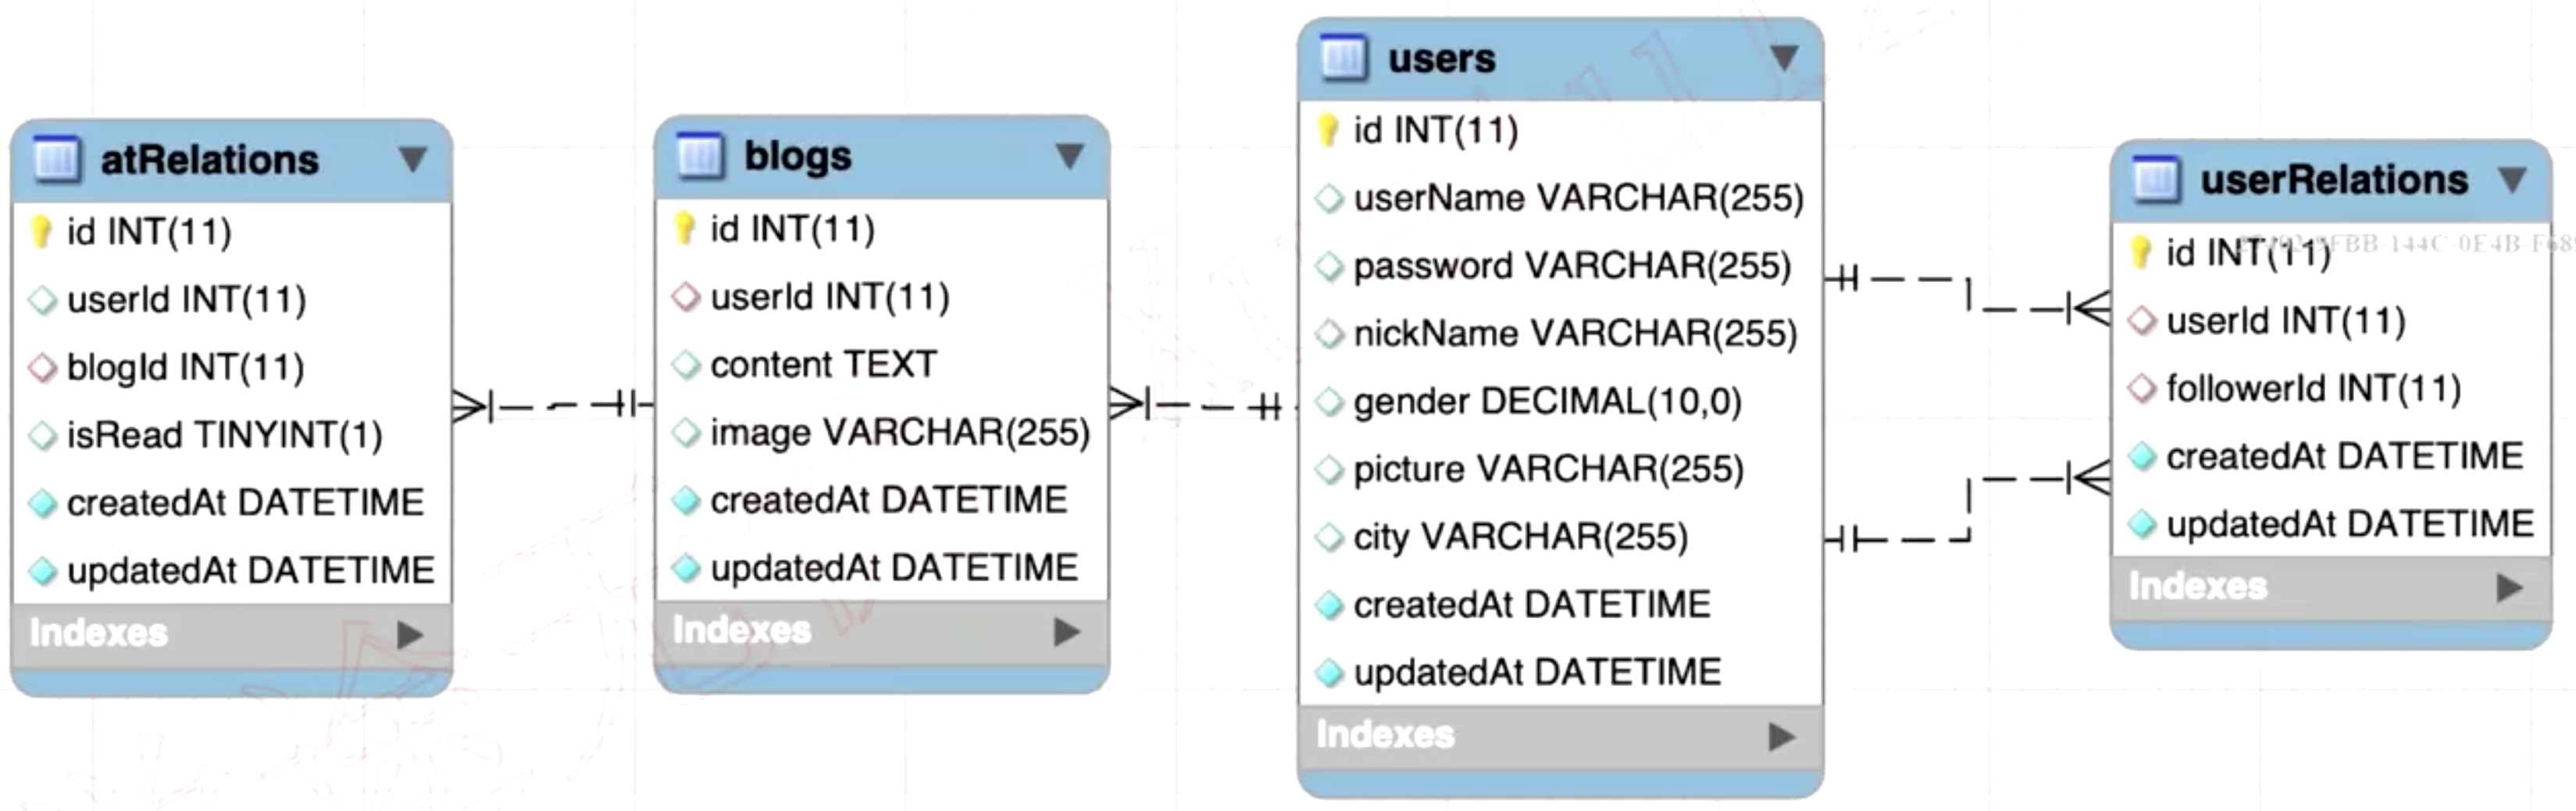 atRelations
id INT(11)
userId INT(11)
blogId INT(11)
isRead TINYINT(1)
createdAt DATETIME
updatedAt DATETIME
Indexes
blogs
id INT(11)
userId INT(11)
content TEXT
image VARCHAR(255)
createdAt DATETIME
updatedAt DATETIME
Indexes
users
id INT(11)
userName VARCHAR(255)
password VARCHAR(255)
nickName VARCHAR(255)
gender DECIMAL(10,0)
picture VARCHAR(255)
city VARCHAR(255)
createdAt DATETIME
updatedAt DATETIME
Indexes
userRelations
id INT(11)
userId INT(11)
followerId INT(11)
createdAt DATETIME
updatedAt DATETIME
Indexes